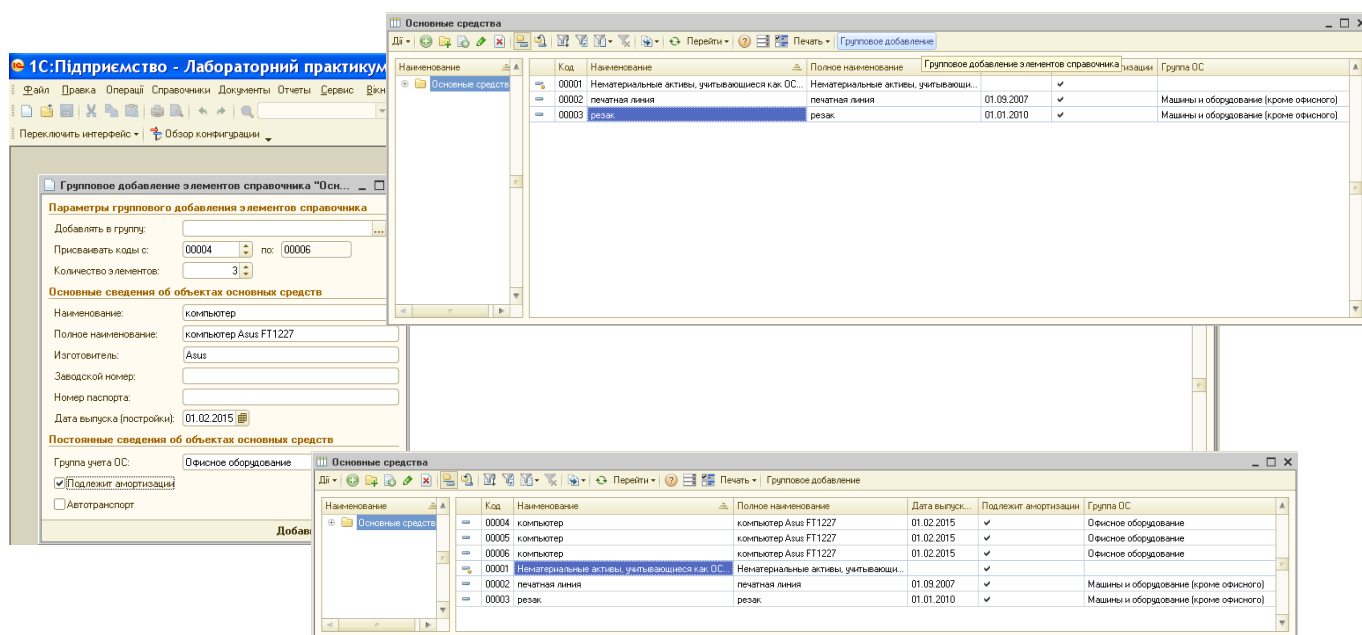 Основные средства
Дії Перейти Печать Групповое добавление
Групповое добавление элементов справочника
Наименование
Основные средств
Код Наименование Полное наименование Группа ОС
00001 Нематериальные активы, учитывающиеся как ОС... Нематериальные активы, учитывающи...
00002 печатная линия печатная линия 01.09.2007 Машины и оборудование (кроме офисного)
00003 резак резак 01.01.2010 Машины и оборудование (кроме офисного)
1С:Підприємство - Лабораторний практикум
Файл Правка Операції Справочники Документы Отчеты Сервис Вікн
Переключить интерфейс Обзор конфигурации
Групповое добавление элементов справочника "Осн...
Параметры группового добавления элементов справочника
Добавлять в группу:
Присваивать коды с: 00004 по: 00006
Количество элементов: 3
Основные сведения об объектах основных средств
Наименование: компьютер
Полное наименование: компьютер Asus FT1227
Изготовитель: Asus
Заводской номер:
Номер паспорта:
Дата выпуска (постройки): 01.02.2015
Постоянные сведения об объектах основных средств
Группа учета ОС: Офисное оборудование
Подлежит амортизации
Автотранспорт
Основные средства
Дії Перейти Печать Групповое добавление
Наименование
Основные средств
Код Наименование Полное наименование Дата выпуск... Подлежит амортизации Группа ОС
00004 компьютер компьютер Asus FT1227 01.02.2015 Офисное оборудование
00005 компьютер компьютер Asus FT1227 01.02.2015 Офисное оборудование
00006 компьютер компьютер Asus FT1227 01.02.2015 Офисное оборудование
00001 Нематериальные активы, учитывающиеся как ОС... Нематериальные активы, учитывающи...
00002 печатная линия печатная линия 01.09.2007 Машины и оборудование (кроме офисного)
00003 резак резак 01.01.2010 Машины и оборудование (кроме офисного)